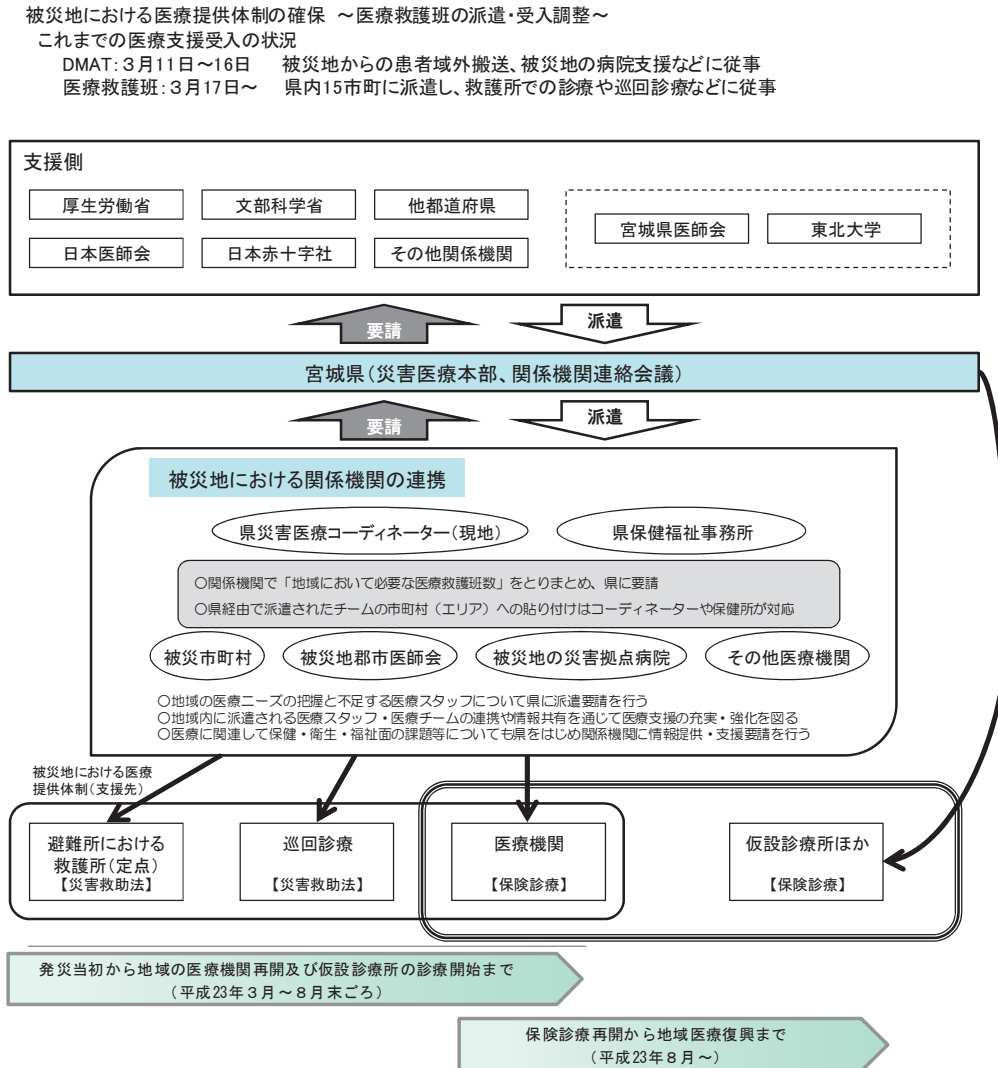 被災地における医療提供体制の確保 ～医療救護班の派遣・受入調整～
これまでの医療支援受入の状況
DMAT：３月11日～16日 被災地からの患者域外搬送、被災地の病院支援などに従事
医療救護班：３月17日～ 県内15市町に派遣し、救護所での診療や巡回診療などに従事
支援側
厚生労働省 文部科学省 他都道府県
宮城県医師会 東北大学
日本医師会 日本赤十字社 その他関係機関
要請 派遣
宮城県（災害医療本部、関係機関連絡会議）
要請 派遣
被災地における関係機関の連携
県災害医療コーディネーター（現地） 県保健福祉事務所
○関係機関で「地域において必要な医療救護班数」をとりまとめ、県に要請
○県経由で派遣されたチームの市町村（エリア）への貼り付けはコーディネーターや保健所が対応
被災市町村 被災地郡市医師会 被災地の災害拠点病院 その他医療機関
○地域の医療ニーズの把握と不足する医療スタッフについて県に派遣要請を行う
○地域内に派遣される医療スタッフ・医療チームの連携や情報共有を通じて医療支援の充実・強化を図る
○医療に関連して保健・衛生・福祉面の課題等についても県をはじめ関係機関に情報提供・支援要請を行う
被災地における医療
提供体制（支援先）
避難所における
救護所（定点）
【災害救助法】
巡回診療
【災害救助法】
医療機関
【保険診療】
仮設診療所ほか
【保険診療】
発災当初から地域の医療機関再開及び仮設診療所の診療開始まで
（平成23年３月～８月末ごろ）
保険診療再開から地域医療復興まで
（平成23年８月～）